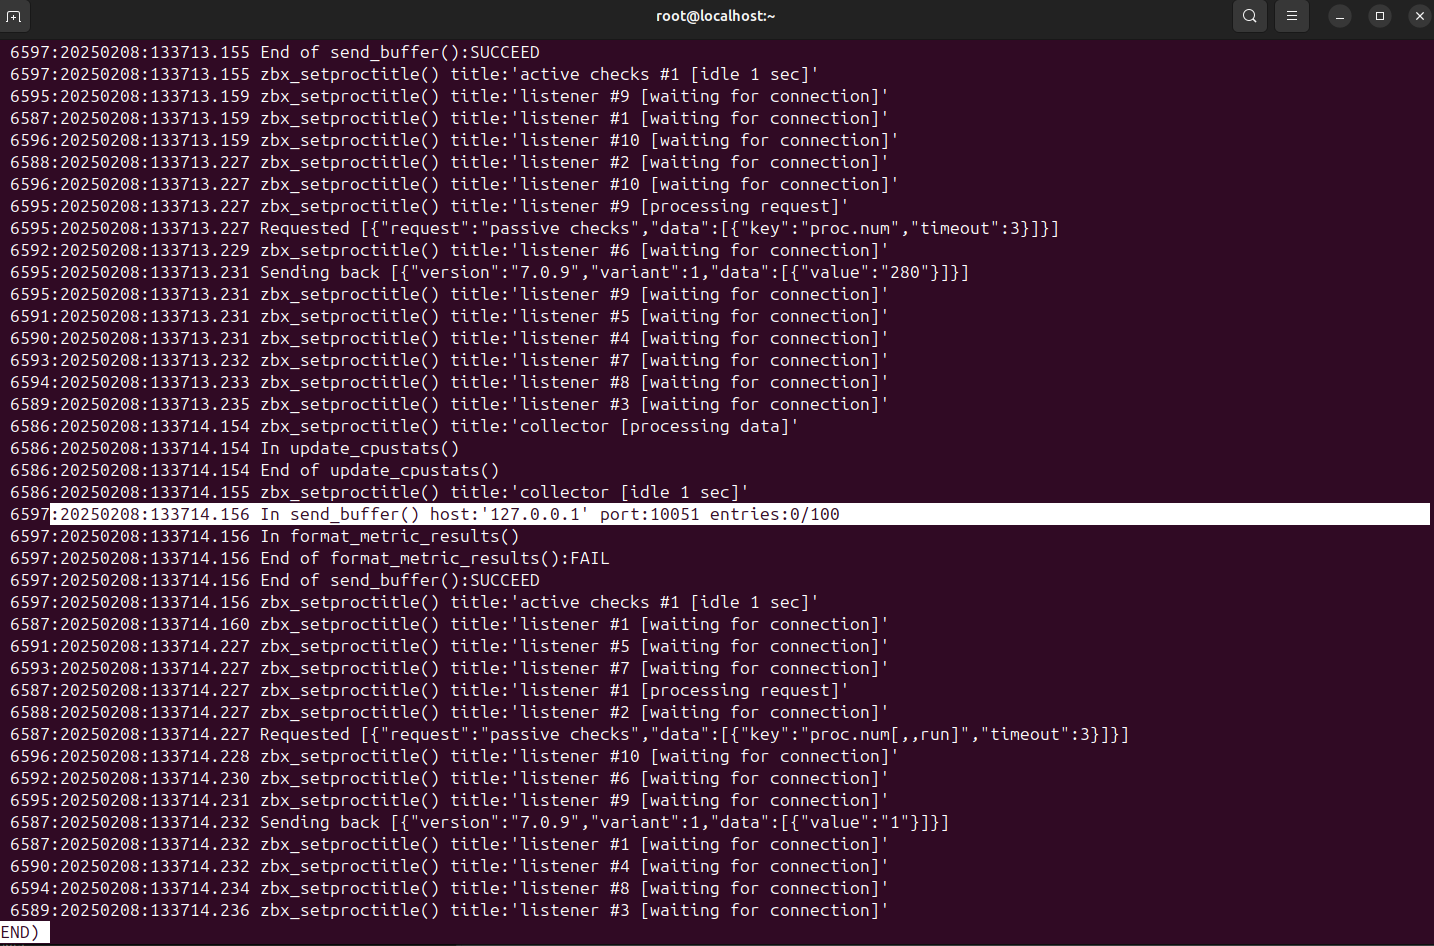 root@localhost:~
6597:20250208:133713.155 End of send_buffer():SUCCEED
6597:20250208:133713.155 zbx_setproctitle() title:'active checks #1 [idle 1 sec]'
6595:20250208:133713.159 zbx_setproctitle() title:'listener #9 [waiting for connection]'
6587:20250208:133713.159 zbx_setproctitle() title:'listener #1 [waiting for connection]'
6596:20250208:133713.159 zbx_setproctitle() title:'listener #10 [waiting for connection]'
6588:20250208:133713.227 zbx_setproctitle() title:'listener #2 [waiting for connection]'
6596:20250208:133713.227 zbx_setproctitle() title:'listener #10 [waiting for connection]'
6595:20250208:133713.227 zbx_setproctitle() title:'listener #9 [processing request]'
6595:20250208:133713.227 Requested [{"request":"passive checks","data":[{"key":"proc.num","timeout":3}]}]
6592:20250208:133713.229 zbx_setproctitle() title:'listener #6 [waiting for connection]'
6595:20250208:133713.231 Sending back [{"version":"7.0.9","variant":1,"data":[{"value":"280"}]}]
6595:20250208:133713.231 zbx_setproctitle() title:'listener #9 [waiting for connection]'
6591:20250208:133713.231 zbx_setproctitle() title:'listener #5 [waiting for connection]'
6590:20250208:133713.231 zbx_setproctitle() title:'listener #4 [waiting for connection]'
6593:20250208:133713.232 zbx_setproctitle() title:'listener #7 [waiting for connection]'
6594:20250208:133713.233 zbx_setproctitle() title:'listener #8 [waiting for connection]'
6589:20250208:133713.235 zbx_setproctitle() title:'listener #3 [waiting for connection]'
6586:20250208:133714.154 zbx_setproctitle() title:'collector [processing data]'
6586:20250208:133714.154 In update_cpustats()
6586:20250208:133714.154 End of update_cpustats()
6586:20250208:133714.155 zbx_setproctitle() title:'collector [idle 1 sec]'
6597:20250208:133714.156 In send_buffer() host:'127.0.0.1' port:10051 entries:0/100
6597:20250208:133714.156 In format_metric_results()
6597:20250208:133714.156 End of format_metric_results():FAIL
6597:20250208:133714.156 End of send_buffer():SUCCEED
6597:20250208:133714.156 zbx_setproctitle() title:'active checks #1 [idle 1 sec]'
6587:20250208:133714.160 zbx_setproctitle() title:'listener #1 [waiting for connection]'
6591:20250208:133714.227 zbx_setproctitle() title:'listener #5 [waiting for connection]'
6593:20250208:133714.227 zbx_setproctitle() title:'listener #7 [waiting for connection]'
6587:20250208:133714.227 zbx_setproctitle() title:'listener #1 [processing request]'
6588:20250208:133714.227 zbx_setproctitle() title:'listener #2 [waiting for connection]'
6587:20250208:133714.227 Requested [{"request":"passive checks","data":[{"key":"proc.num[,,run]","timeout":3}]}]
6596:20250208:133714.228 zbx_setproctitle() title:'listener #10 [waiting for connection]'
6592:20250208:133714.230 zbx_setproctitle() title:'listener #6 [waiting for connection]'
6595:20250208:133714.231 zbx_setproctitle() title:'listener #9 [waiting for connection]'
6587:20250208:133714.232 Sending back [{"version":"7.0.9","variant":1,"data":[{"value":"1"}]}]
6587:20250208:133714.232 zbx_setproctitle() title:'listener #1 [waiting for connection]'
6590:20250208:133714.232 zbx_setproctitle() title:'listener #4 [waiting for connection]'
6594:20250208:133714.234 zbx_setproctitle() title:'listener #8 [waiting for connection]'
6589:20250208:133714.236 zbx_setproctitle() title:'listener #3 [waiting for connection]'
END)